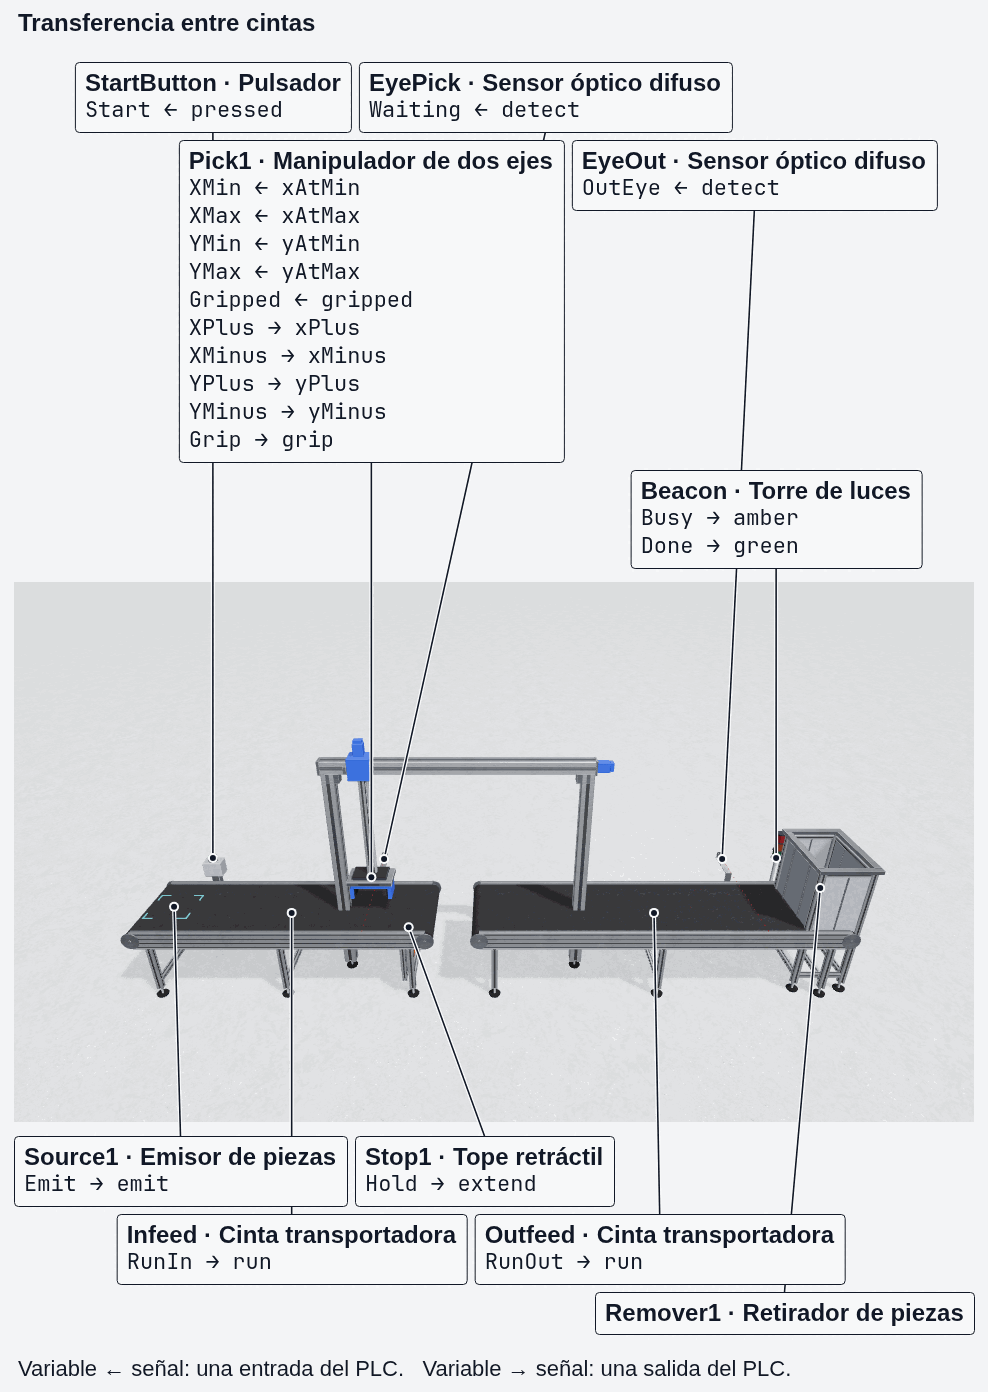 Transferencia entre cintas
StartButton · Pulsador
Start ← pressed
EyePick · Sensor óptico difuso
Waiting ← detect
Pick1 · Manipulador de dos ejes
XMin ← xAtMin
XMax ← xAtMax
YMin ← yAtMin
YMax ← yAtMax
Gripped ← gripped
XPlus → xPlus
XMinus → xMinus
YPlus → yPlus
YMinus → yMinus
Grip → grip
EyeOut · Sensor óptico difuso
OutEye ← detect
Beacon · Torre de luces
Busy → amber
Done → green
Source1 · Emisor de piezas
Emit → emit
Stop1 · Tope retráctil
Hold → extend
Infeed · Cinta transportadora
RunIn → run
Outfeed · Cinta transportadora
RunOut → run
Remover1 · Retirador de piezas
Variable ← señal: una entrada del PLC. Variable → señal: una salida del PLC.